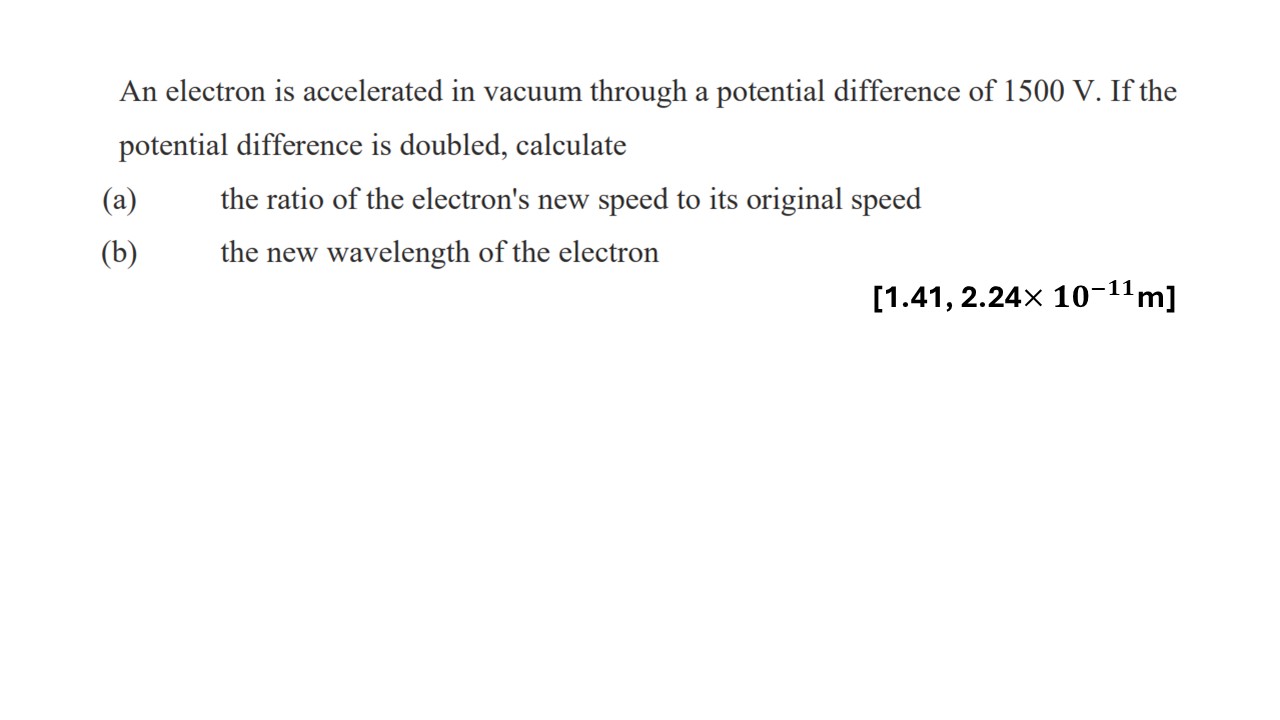 An electron is accelerated in vacuum through a potential difference of 1500 V. If the
potential difference is doubled, calculate
(a) the ratio of the electron's new speed to its original speed
(b) the new wavelength of the electron
[1.41, 2.24× 10⁻¹¹m]